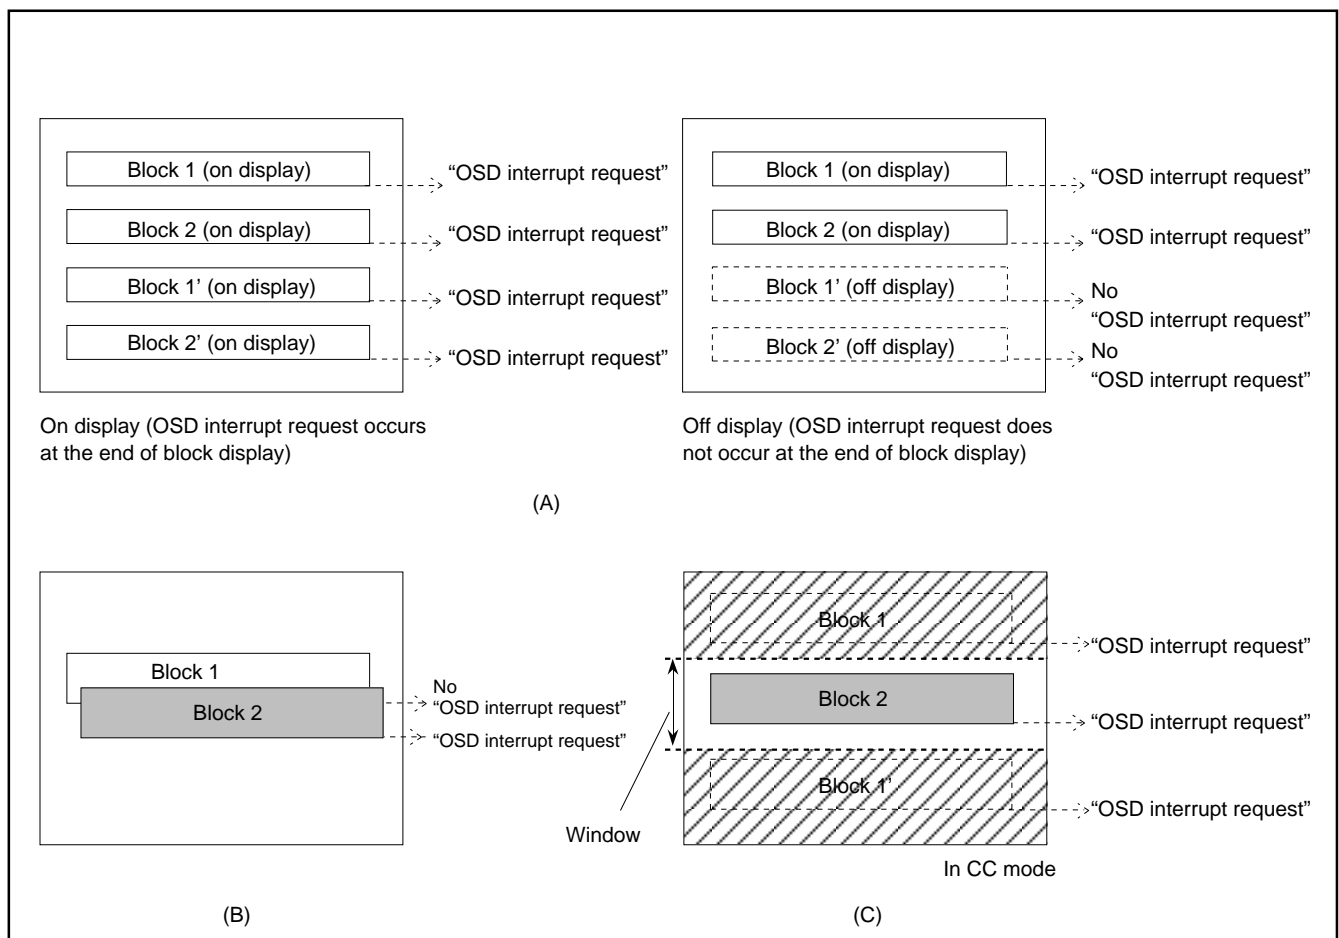 Block 1 (on display)
“OSD interrupt request”
Block 2 (on display)
“OSD interrupt request”
Block 1’ (on display)
“OSD interrupt request”
Block 2’ (on display)
“OSD interrupt request”
On display (OSD interrupt request occurs
at the end of block display)
Block 1 (on display)
“OSD interrupt request”
Block 2 (on display)
“OSD interrupt request”
Block 1’ (off display)
No
“OSD interrupt request”
Block 2’ (off display)
No
“OSD interrupt request”
Off display (OSD interrupt request does
not occur at the end of block display)
(A)
Block 1
Block 2
No
“OSD interrupt request”
“OSD interrupt request”
(B)
Block 1
“OSD interrupt request”
Block 2
“OSD interrupt request”
Block 1’
“OSD interrupt request”
Window
In CC mode
(C)